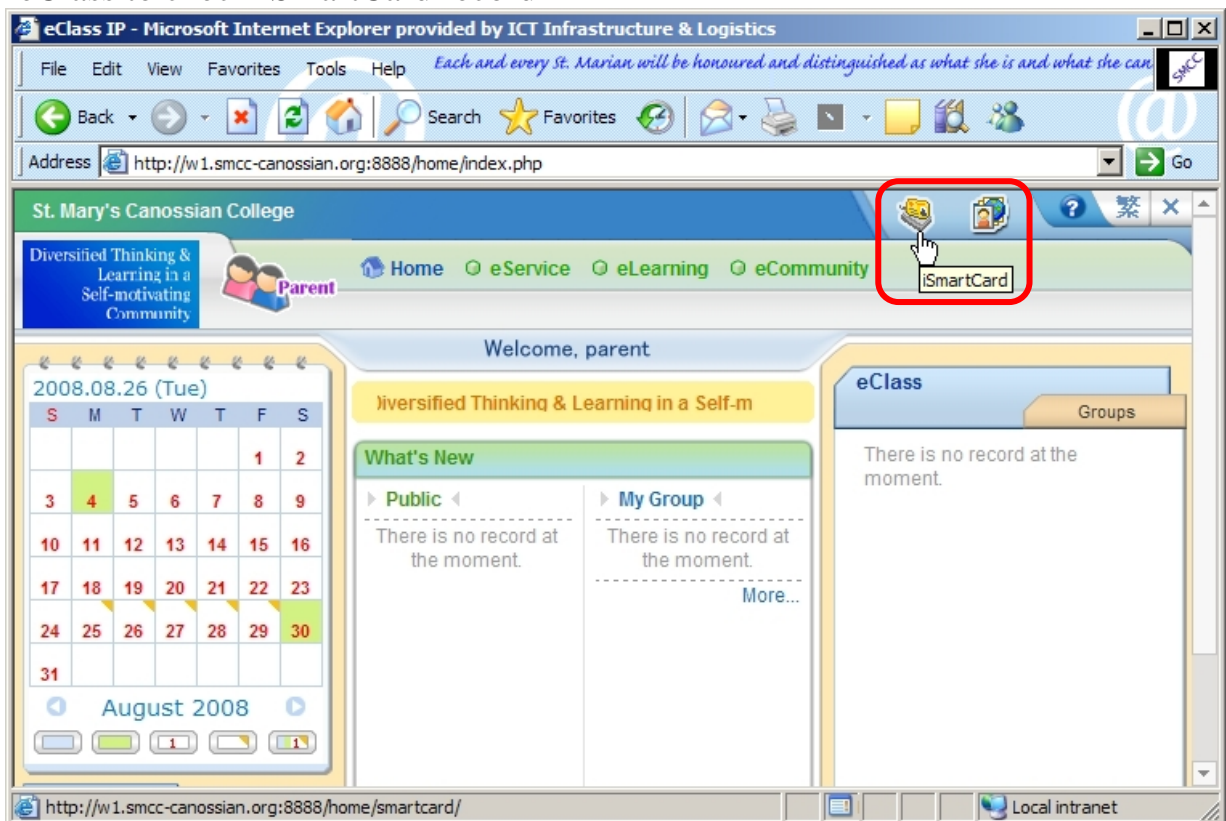 eClass IP - Microsoft Internet Explorer provided by ICT Infrastructure & Logistics
File Edit View Favorites Tools Help Each and every St. Marian will be honoured and distinguished as what she is and what she can
SMCC
Back Search Favorites
Address http://w1.smcc-canossian.org:8888/home/index.php Go
St. Mary's Canossian College
? 繁 ×
Diversified Thinking &
Learning in a
Self-motivating
Community
Parent
Home eService eLearning eCommunity
iSmartCard
Welcome, parent
2008.08.26 (Tue)
S M T W T F S
1 2
3 4 5 6 7 8 9
10 11 12 13 14 15 16
17 18 19 20 21 22 23
24 25 26 27 28 29 30
31
August 2008
1 1
Diversified Thinking & Learning in a Self-m
What's New
Public
There is no record at
the moment.
My Group
There is no record at
the moment.
More...
eClass
Groups
There is no record at the
moment.
http://w1.smcc-canossian.org:8888/home/smartcard/ Local intranet